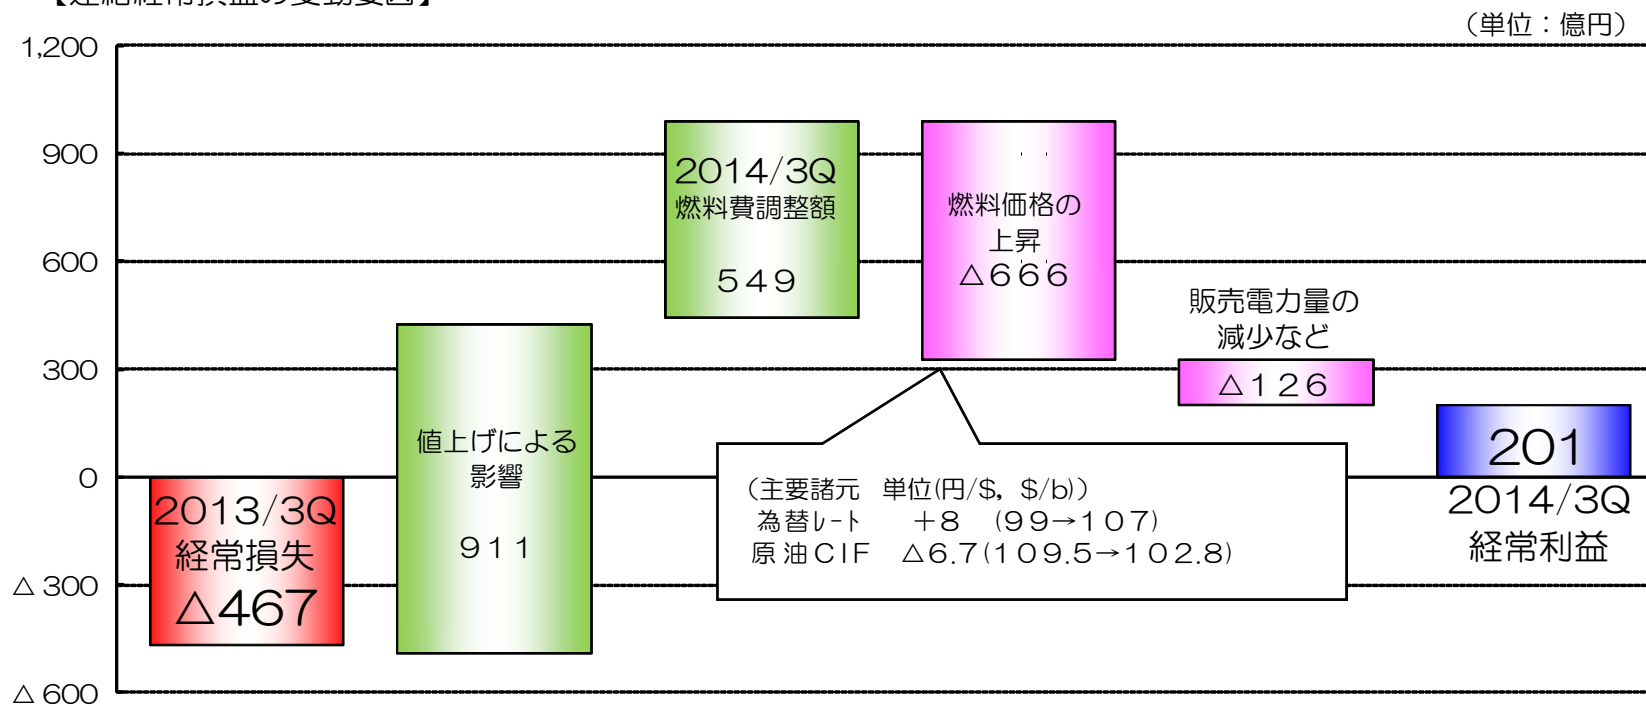 （単位：億円）
1,200
900
600
300
0
△300
△600
2013/3Q
経常損失
△467
値上げによる
影響
９１１
2014/3Q
燃料費調整額
５４９
燃料価格の
上昇
△６６６
販売電力量の
減少など
△１２６
（主要諸元　単位(円/$, $/b)）
為替ﾚｰﾄ　＋８　(９９→１０７)
原油ＣＩＦ　△6.7(１０９.５→１０２.８)
201
2014/3Q
経常利益